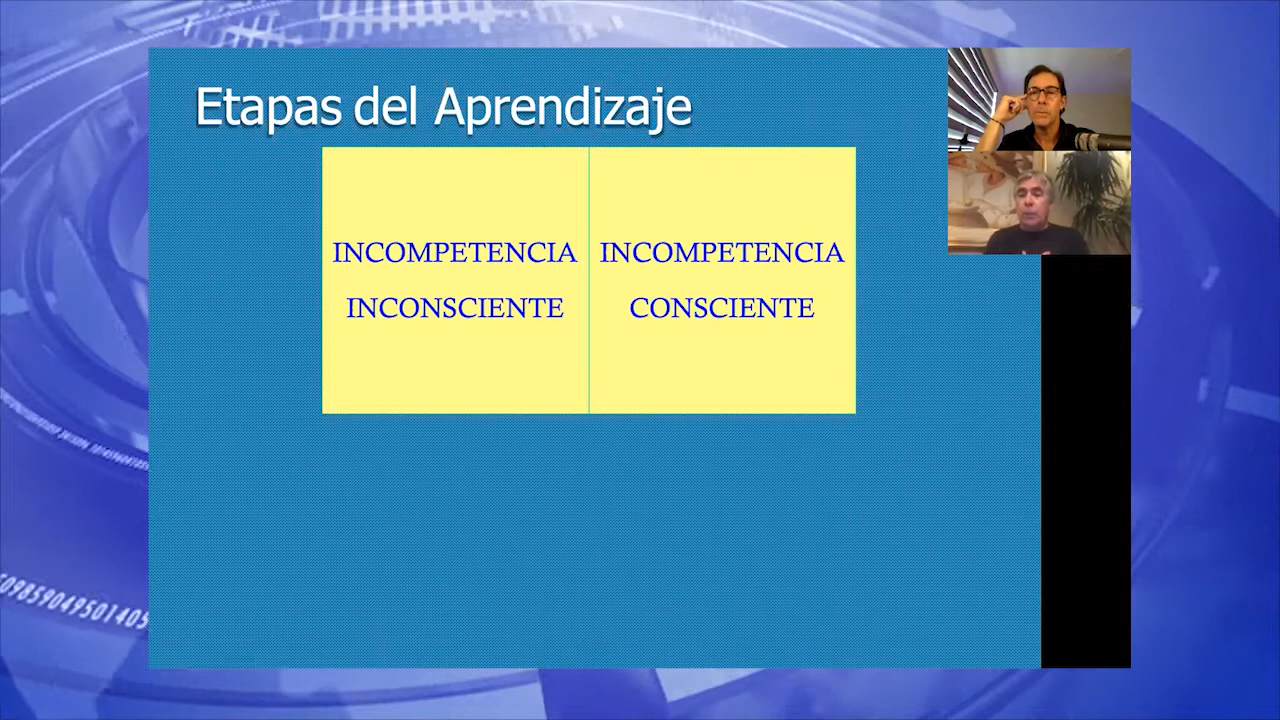 Etapas del Aprendizaje
INCOMPETENCIA
INCONSCIENTE
INCOMPETENCIA
CONSCIENTE